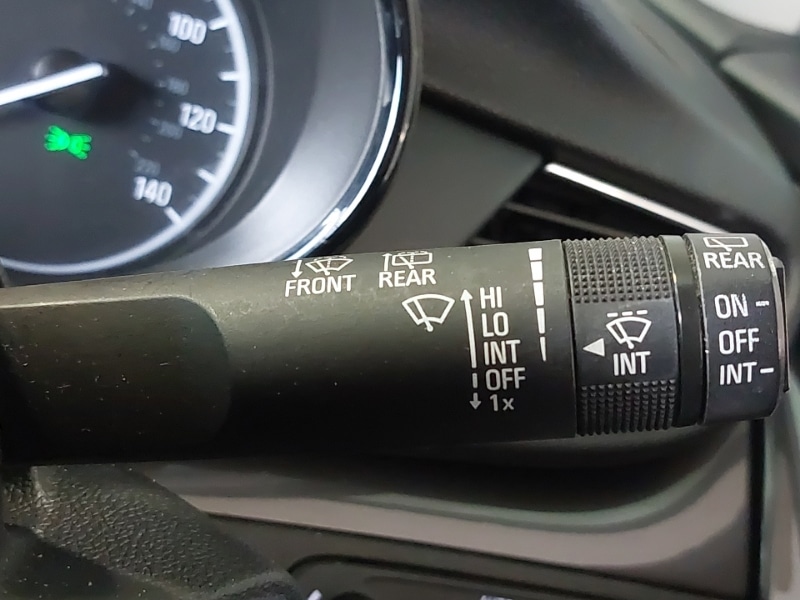 100
120
140
FRONT
REAR
HI
LO
INT
OFF
1x
INT
REAR
ON
OFF
INT